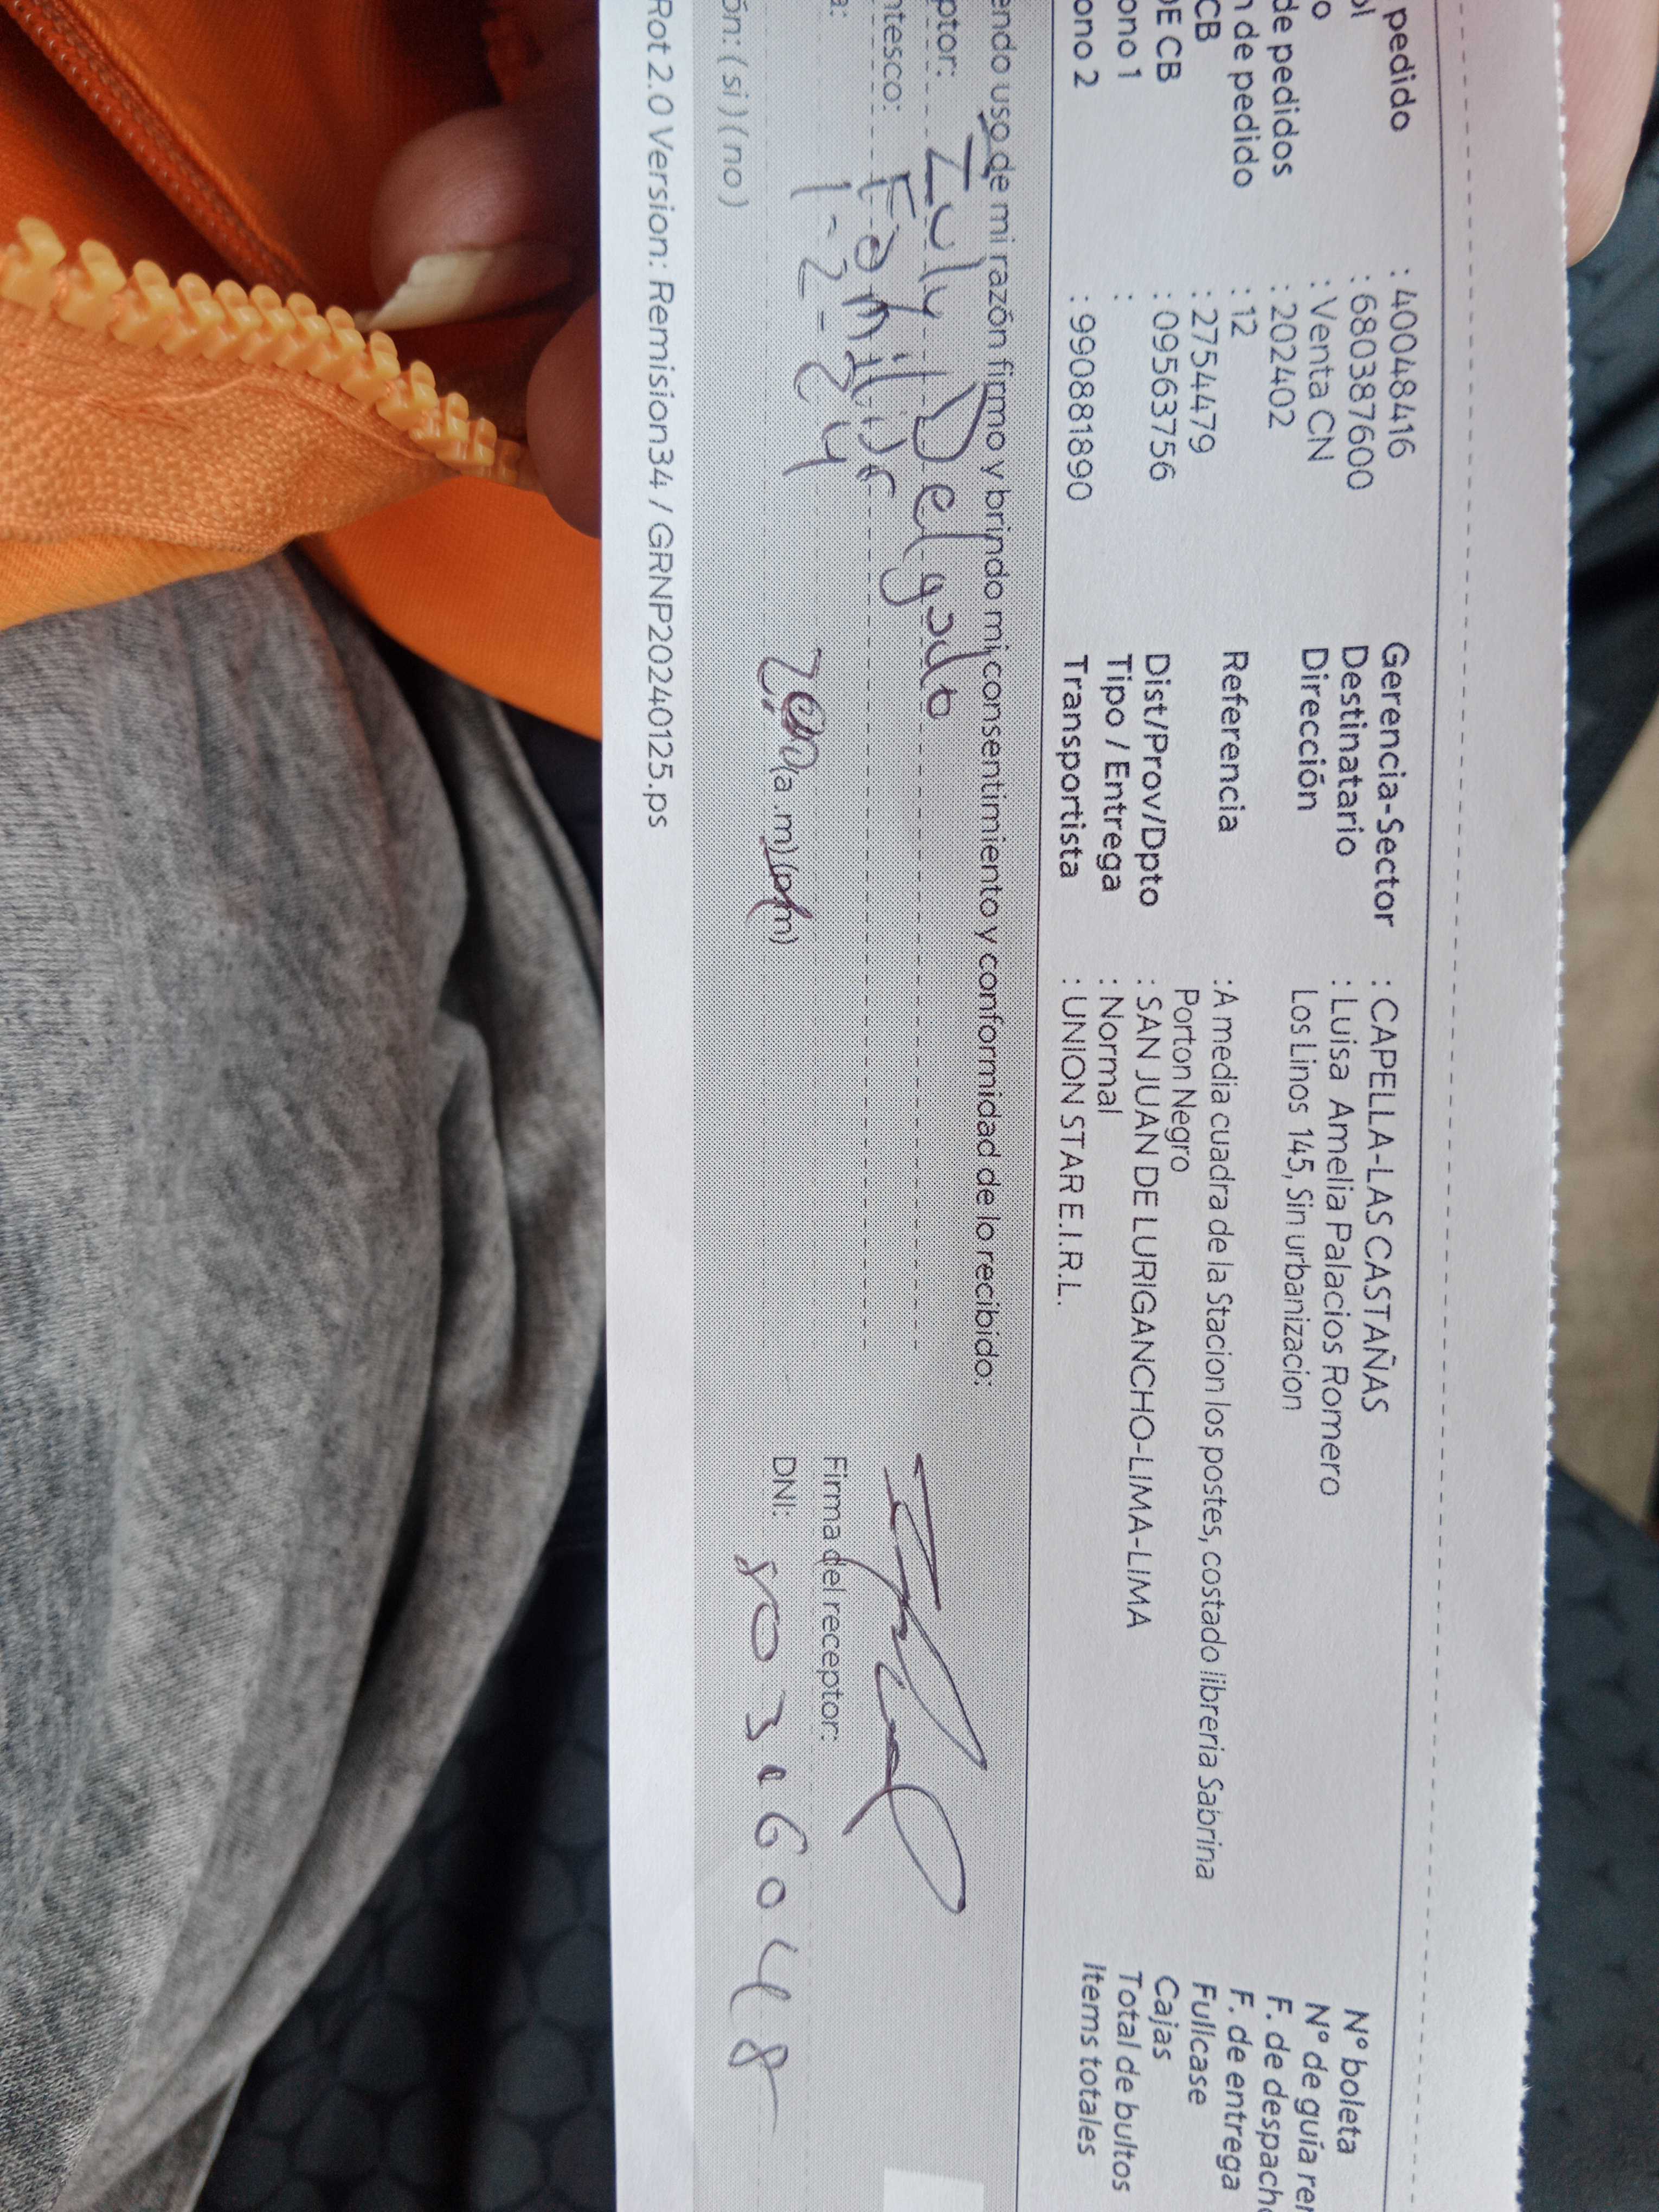 pedido : 40048416 Gerencia-Sector : CAPELLA-LAS CASTAÑAS
ol : 680387600 Destinatario : Luisa Amelia Palacios Romero Nº boleta
o : Venta CN Dirección Los Linos 145, Sin urbanizacion Nº de guía rem
de pedidos : 202402 F. de despacho
n de pedido : 12 Referencia : A media cuadra de la Stacion los postes, costado libreria Sabrina F. de entrega
CB : 2754479 Porton Negro Fullcase
DE CB : 09563756 Dist/Prov/Dpto : SAN JUAN DE LURIGANCHO-LIMA-LIMA Cajas
ono 1 : Tipo / Entrega : Normal Total de bultos
ono 2 : 990881890 Transportista : UNION STAR E.I.R.L. Items totales
endo uso de mi razón firmo y brindo mi consentimiento y conformidad de lo recibido:
ptor: Zuly Delgado
ntesco: Familiar
a: 1-2-24 (a.m) (p.m) Firma del receptor:
ón: (si) (no) DNI: 80316048
Rot 2.0 Version: Remision34 / GRNP20240125.ps